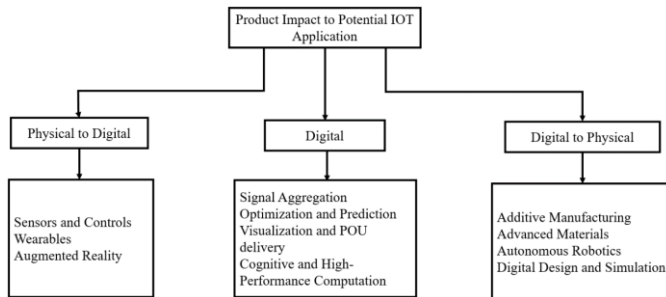 Product Impact to Potential IOT
Application
Physical to Digital
Digital
Digital to Physical
Sensors and Controls
Wearables
Augmented Reality
Signal Aggregation
Optimization and Prediction
Visualization and POU
delivery
Cognitive and High-
Performance Computation
Additive Manufacturing
Advanced Materials
Autonomous Robotics
Digital Design and Simulation